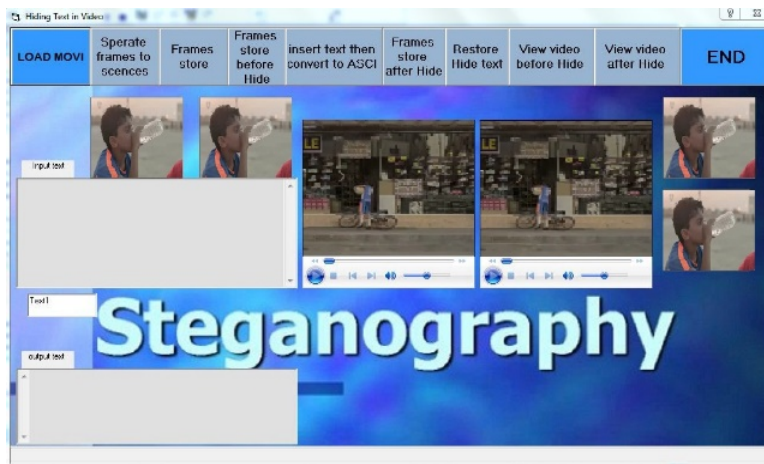 Hiding Text in Video
LOAD MOVI
Sperate
frames to
scences
Frames
store
Frames
store
before
Hide
insert text then
convert to ASCI
Frames
store
after Hide
Restore
Hide text
View video
before Hide
View video
after Hide
END
Input text
LE
LE
Text1
Steganography
output text